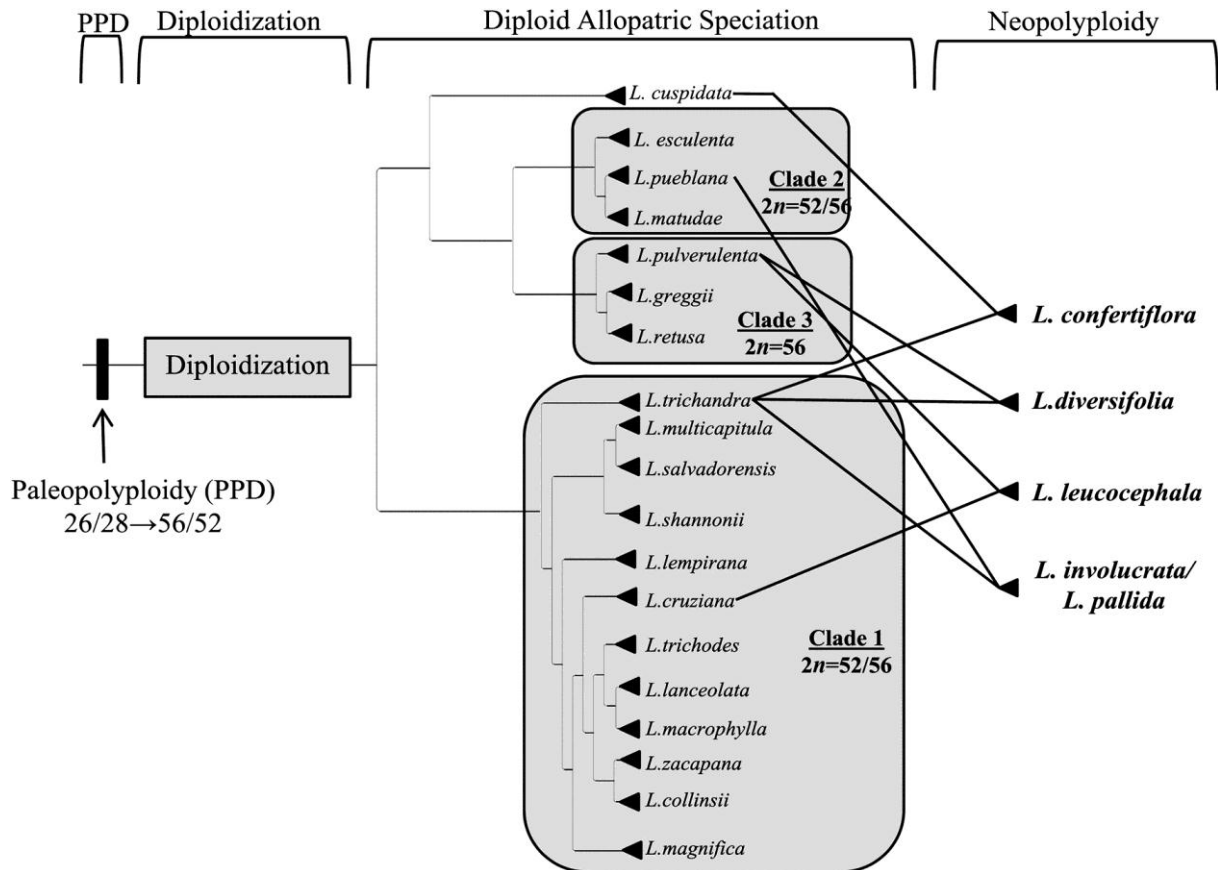 PPD
Diploidization
Diploid Allopatric Speciation
Neopolyploidy
L. cuspidata
L. esculenta
L.pueblana
L.matudae
Clade 2
2n=52/56
L.pulverulenta
L.greggii
L.retusa
Clade 3
2n=56
Diploidization
Paleopolyploidy (PPD)
26/28→56/52
L.trichandra
L.multicapitula
L.salvadorensis
L.shannonii
L.lempirana
L.cruziana
L.trichodes
L.lanceolata
L.macrophylla
L.zacapana
L.collinsii
L.magnifica
Clade 1
2n=52/56
L. confertiflora
L.diversifolia
L. leucocephala
L. involucrata/
L. pallida